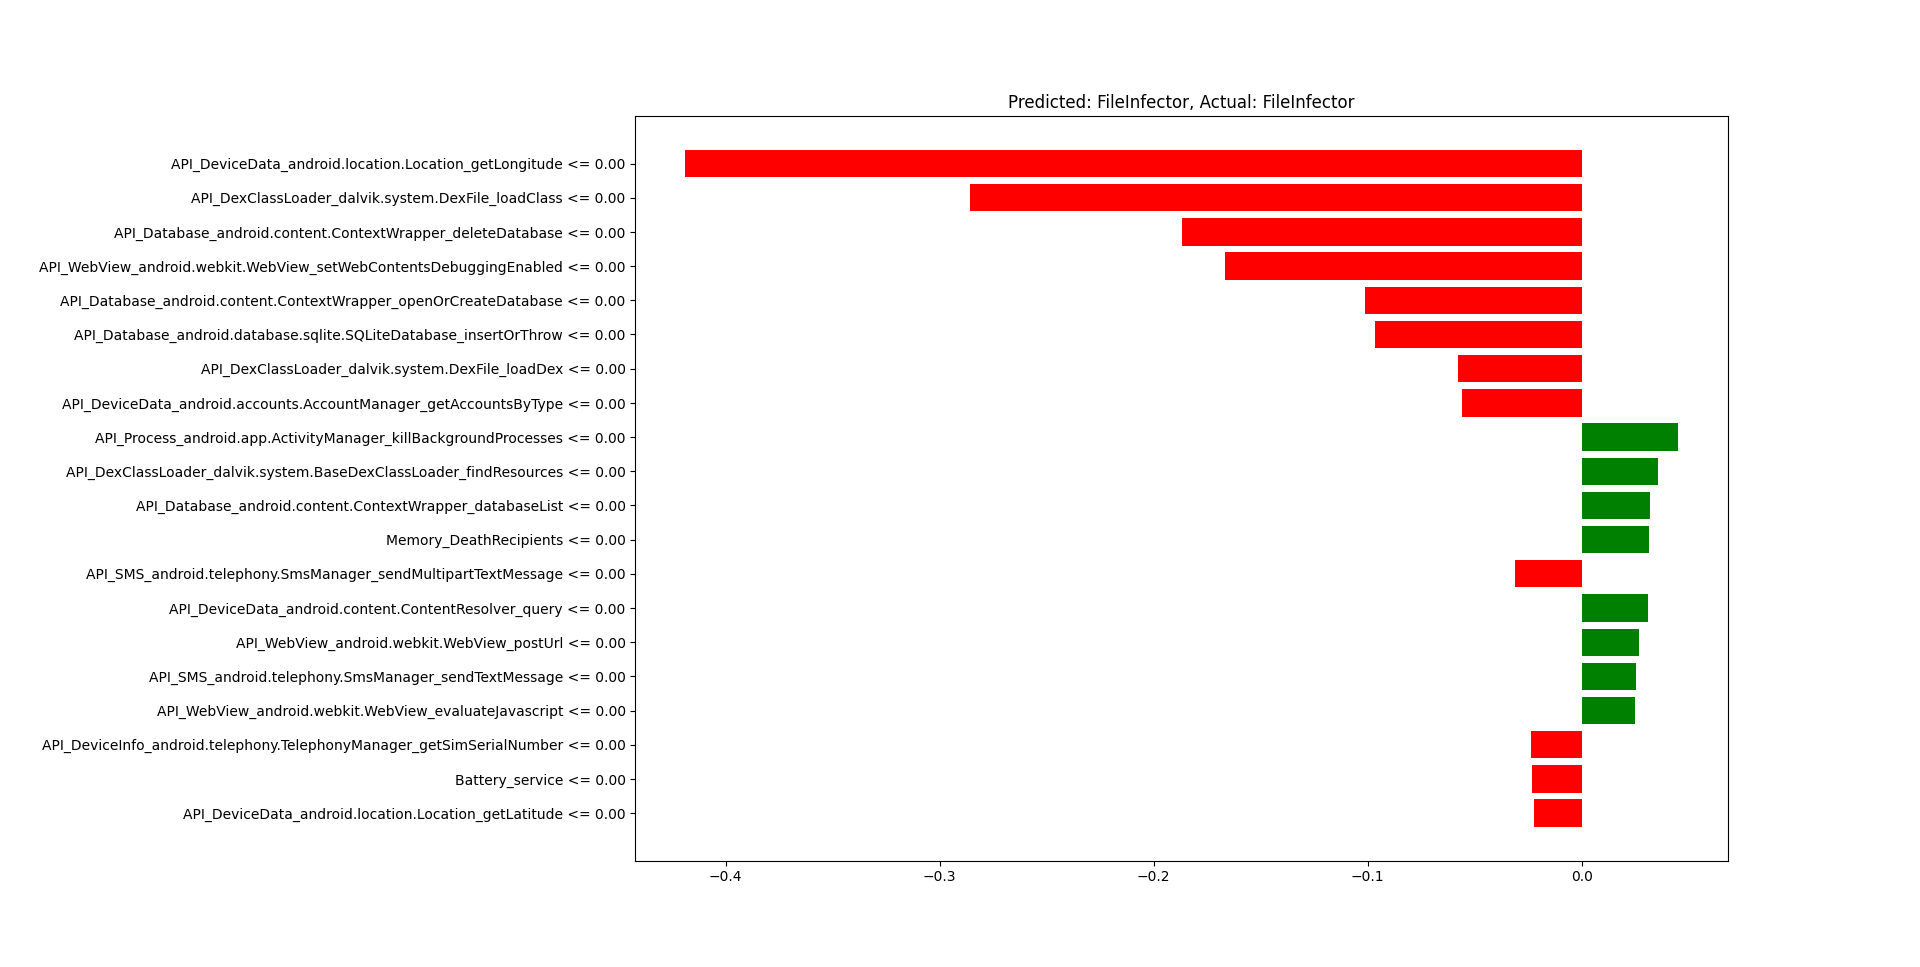 Predicted: FileInfector, Actual: FileInfector
API_DeviceData_android.location.Location_getLongitude <= 0.00
API_DexClassLoader_dalvik.system.DexFile_loadClass <= 0.00
API_Database_android.content.ContextWrapper_deleteDatabase <= 0.00
API_WebView_android.webkit.WebView_setWebContentsDebuggingEnabled <= 0.00
API_Database_android.content.ContextWrapper_openOrCreateDatabase <= 0.00
API_Database_android.database.sqlite.SQLiteDatabase_insertOrThrow <= 0.00
API_DexClassLoader_dalvik.system.DexFile_loadDex <= 0.00
API_DeviceData_android.accounts.AccountManager_getAccountsByType <= 0.00
API_Process_android.app.ActivityManager_killBackgroundProcesses <= 0.00
API_DexClassLoader_dalvik.system.BaseDexClassLoader_findResources <= 0.00
API_Database_android.content.ContextWrapper_databaseList <= 0.00
Memory_DeathRecipients <= 0.00
API_SMS_android.telephony.SmsManager_sendMultipartTextMessage <= 0.00
API_DeviceData_android.content.ContentResolver_query <= 0.00
API_WebView_android.webkit.WebView_postUrl <= 0.00
API_SMS_android.telephony.SmsManager_sendTextMessage <= 0.00
API_WebView_android.webkit.WebView_evaluateJavascript <= 0.00
API_DeviceInfo_android.telephony.TelephonyManager_getSimSerialNumber <= 0.00
Battery_service <= 0.00
API_DeviceData_android.location.Location_getLatitude <= 0.00
−0.4 −0.3 −0.2 −0.1 0.0